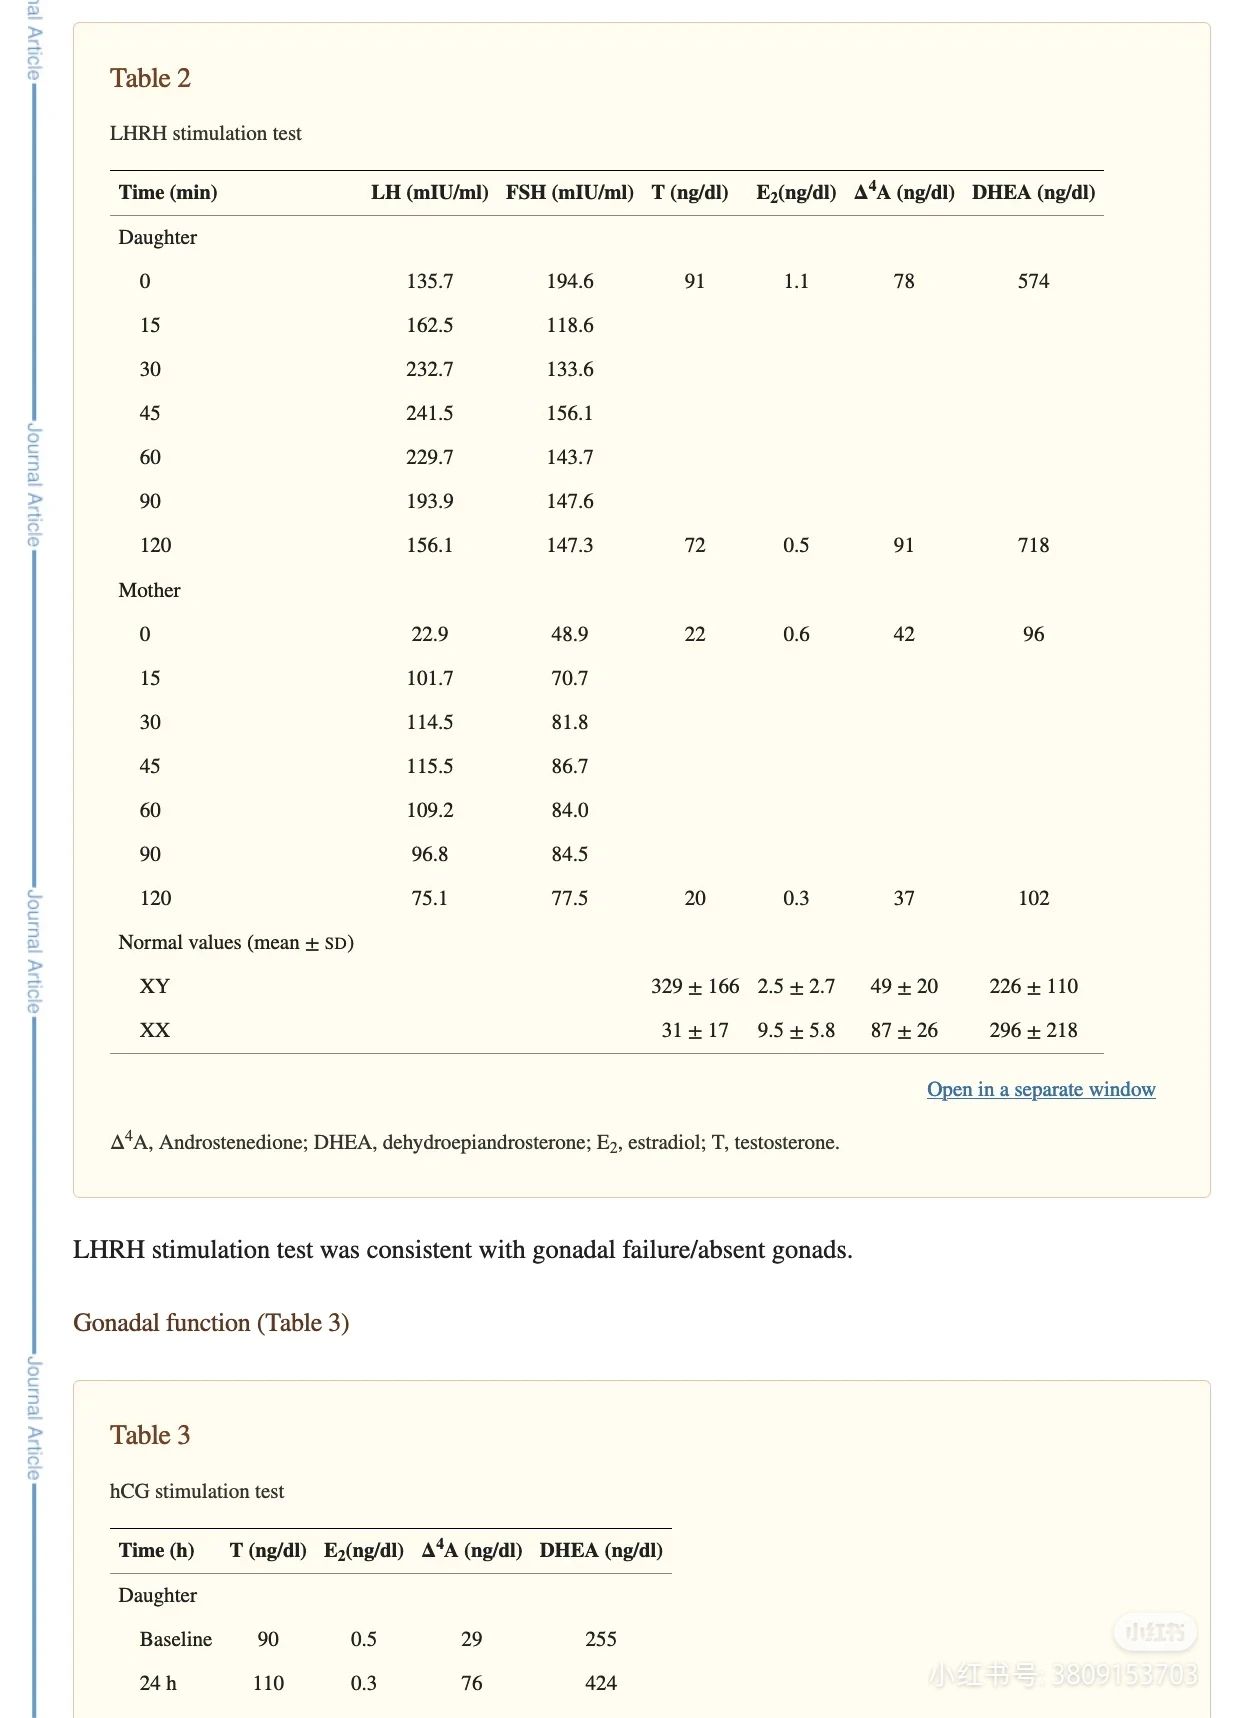 nal Article
Journal Article
Journal Article
Journal Article
Table 2
LHRH stimulation test
Time (min) LH (mIU/ml) FSH (mIU/ml) T (ng/dl) E₂(ng/dl) Δ⁴A (ng/dl) DHEA (ng/dl)
Daughter
0 135.7 194.6 91 1.1 78 574
15 162.5 118.6
30 232.7 133.6
45 241.5 156.1
60 229.7 143.7
90 193.9 147.6
120 156.1 147.3 72 0.5 91 718
Mother
0 22.9 48.9 22 0.6 42 96
15 101.7 70.7
30 114.5 81.8
45 115.5 86.7
60 109.2 84.0
90 96.8 84.5
120 75.1 77.5 20 0.3 37 102
Normal values (mean ± SD)
XY 329 ± 166 2.5 ± 2.7 49 ± 20 226 ± 110
XX 31 ± 17 9.5 ± 5.8 87 ± 26 296 ± 218
Open in a separate window
Δ⁴A, Androstenedione; DHEA, dehydroepiandrosterone; E₂, estradiol; T, testosterone.
LHRH stimulation test was consistent with gonadal failure/absent gonads.
Gonadal function (Table 3)
Table 3
hCG stimulation test
Time (h) T (ng/dl) E₂(ng/dl) Δ⁴A (ng/dl) DHEA (ng/dl)
Daughter
Baseline 90 0.5 29 255
24 h 110 0.3 76 424
小红书
小红书号: 3809153703